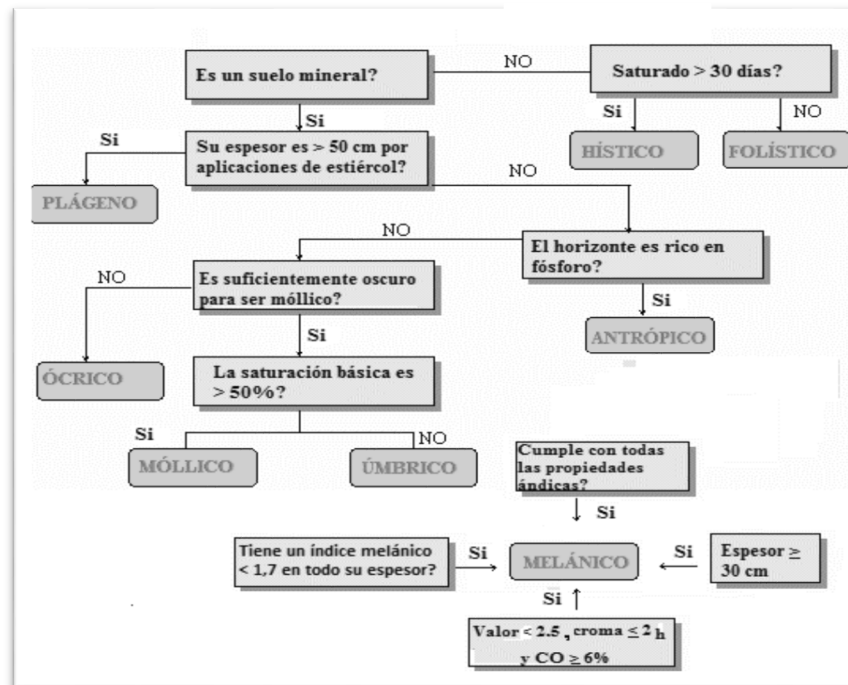 Es un suelo mineral?
NO
Saturado > 30 días?
Si
Si
NO
Si
Su espesor es > 50 cm por
aplicaciones de estiércol?
HÍSTICO
FOLÍSTICO
NO
PLÁGENO
NO
El horizonte es rico en
fósforo?
NO
Es suficientemente oscuro
para ser móllico?
Si
Si
ANTRÓPICO
ÓCRICO
La saturación básica es
> 50%?
Si
NO
MÓLLICO
ÚMBRICO
Cumple con todas
las propiedades
ándicas?
Si
Tiene un índice melánico
< 1,7 en todo su espesor?
Si
MELÁNICO
Si
Espesor ≥
30 cm
Si
Valor < 2.5 , croma ≤ 2 h
y CO ≥ 6%